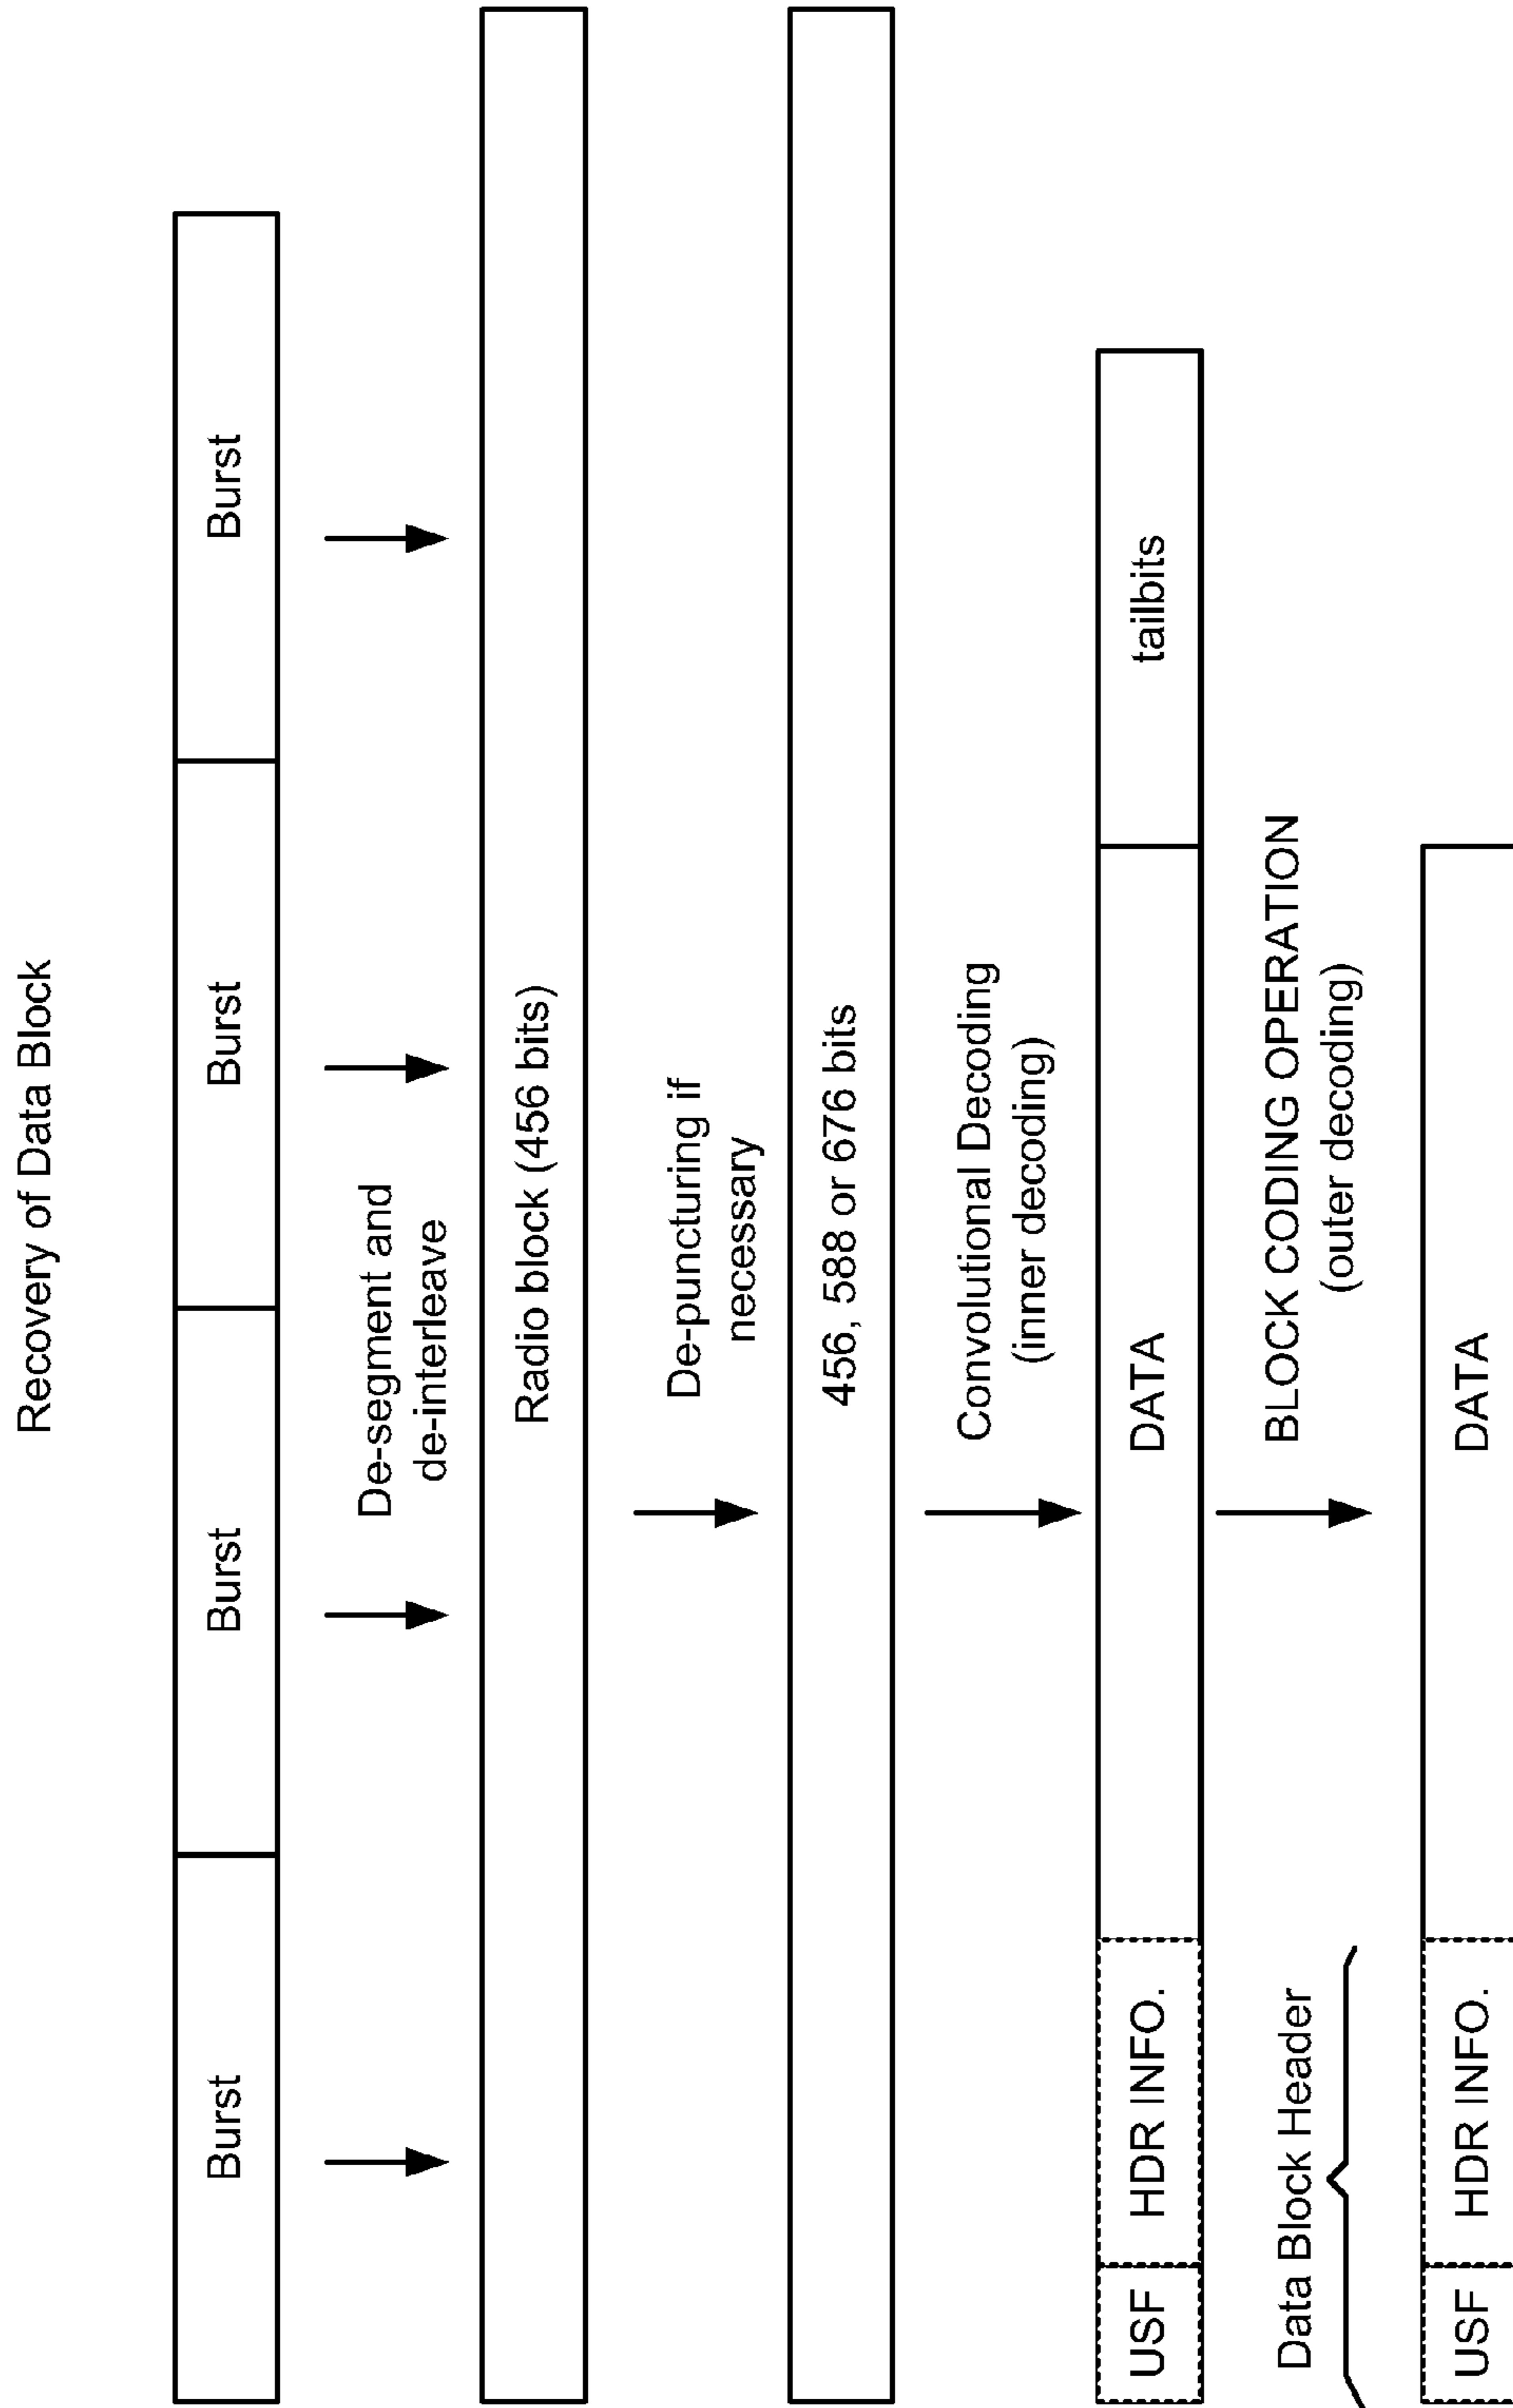 Recovery of Data Block
Burst Burst Burst Burst
De-segment and
de-interleave
Radio block (456 bits)
De-puncturing if
necessary
456, 588 or 676 bits
Convolutional Decoding
(inner decoding)
USF HDR INFO. DATA tailbits
BLOCK CODING OPERATION
(outer decoding)
Data Block Header
USF HDR INFO. DATA